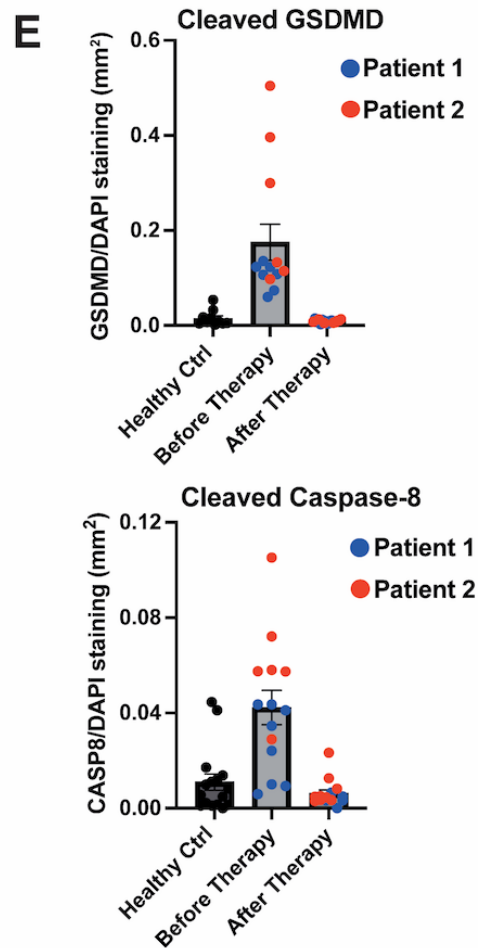 E
Cleaved GSDMD
GSDMD/DAPI staining (mm²)
0.6
0.4
0.2
0.0
Patient 1
Patient 2
Healthy Ctrl
Before Therapy
After Therapy
Cleaved Caspase-8
CASP8/DAPI staining (mm²)
0.12
0.08
0.04
0.00
Patient 1
Patient 2
Healthy Ctrl
Before Therapy
After Therapy